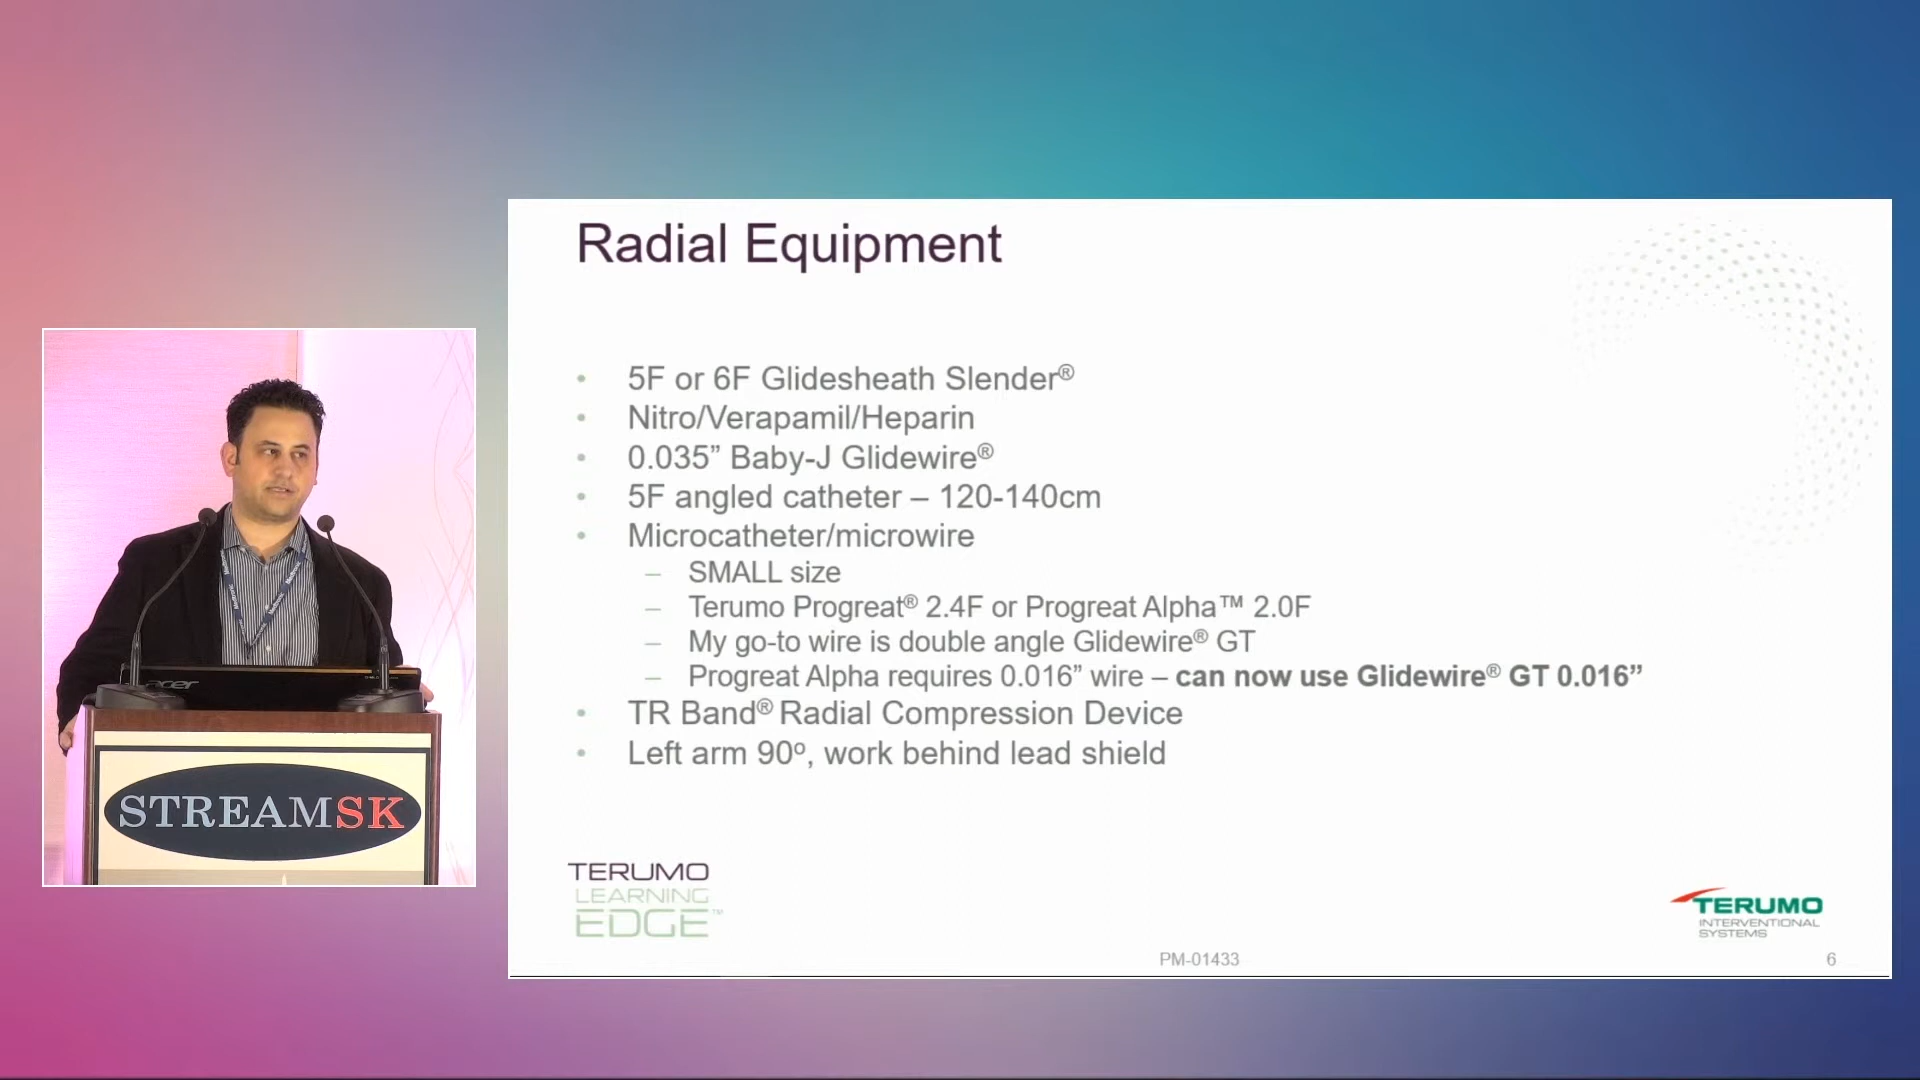 Radial Equipment
• 5F or 6F Glidesheath Slender®
• Nitro/Verapamil/Heparin
• 0.035” Baby-J Glidewire®
• 5F angled catheter – 120-140cm
• Microcatheter/microwire
– SMALL size
– Terumo Progreat® 2.4F or Progreat Alpha™ 2.0F
– My go-to wire is double angle Glidewire® GT
– Progreat Alpha requires 0.016” wire – can now use Glidewire® GT 0.016”
• TR Band® Radial Compression Device
• Left arm 90º, work behind lead shield
TERUMO
LEARNING
EDGE™
TERUMO
INTERVENTIONAL
SYSTEMS
PM-01433
6
Medtronic
Medtronic
acer
STREAMSK